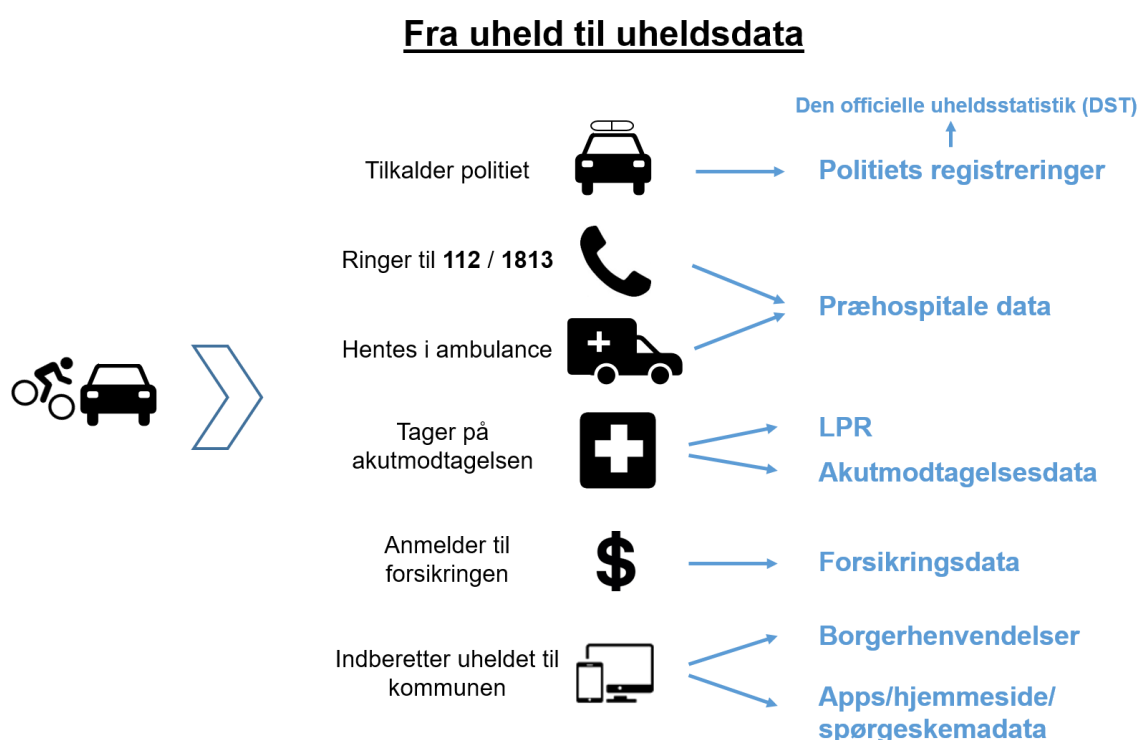 Fra uheld til uheldsdata
Den officielle uheldsstatistik (DST)
Tilkalder politiet
Politiets registreringer
Ringer til 112 / 1813
Præhospitale data
Hentes i ambulance
Tager på
akutmodtagelsen
LPR
Akutmodtagelsesdata
Anmelder til
forsikringen
$
Forsikringsdata
Indberetter uheldet til
kommunen
Borgerhenvendelser
Apps/hjemmeside/
spørgeskemadata